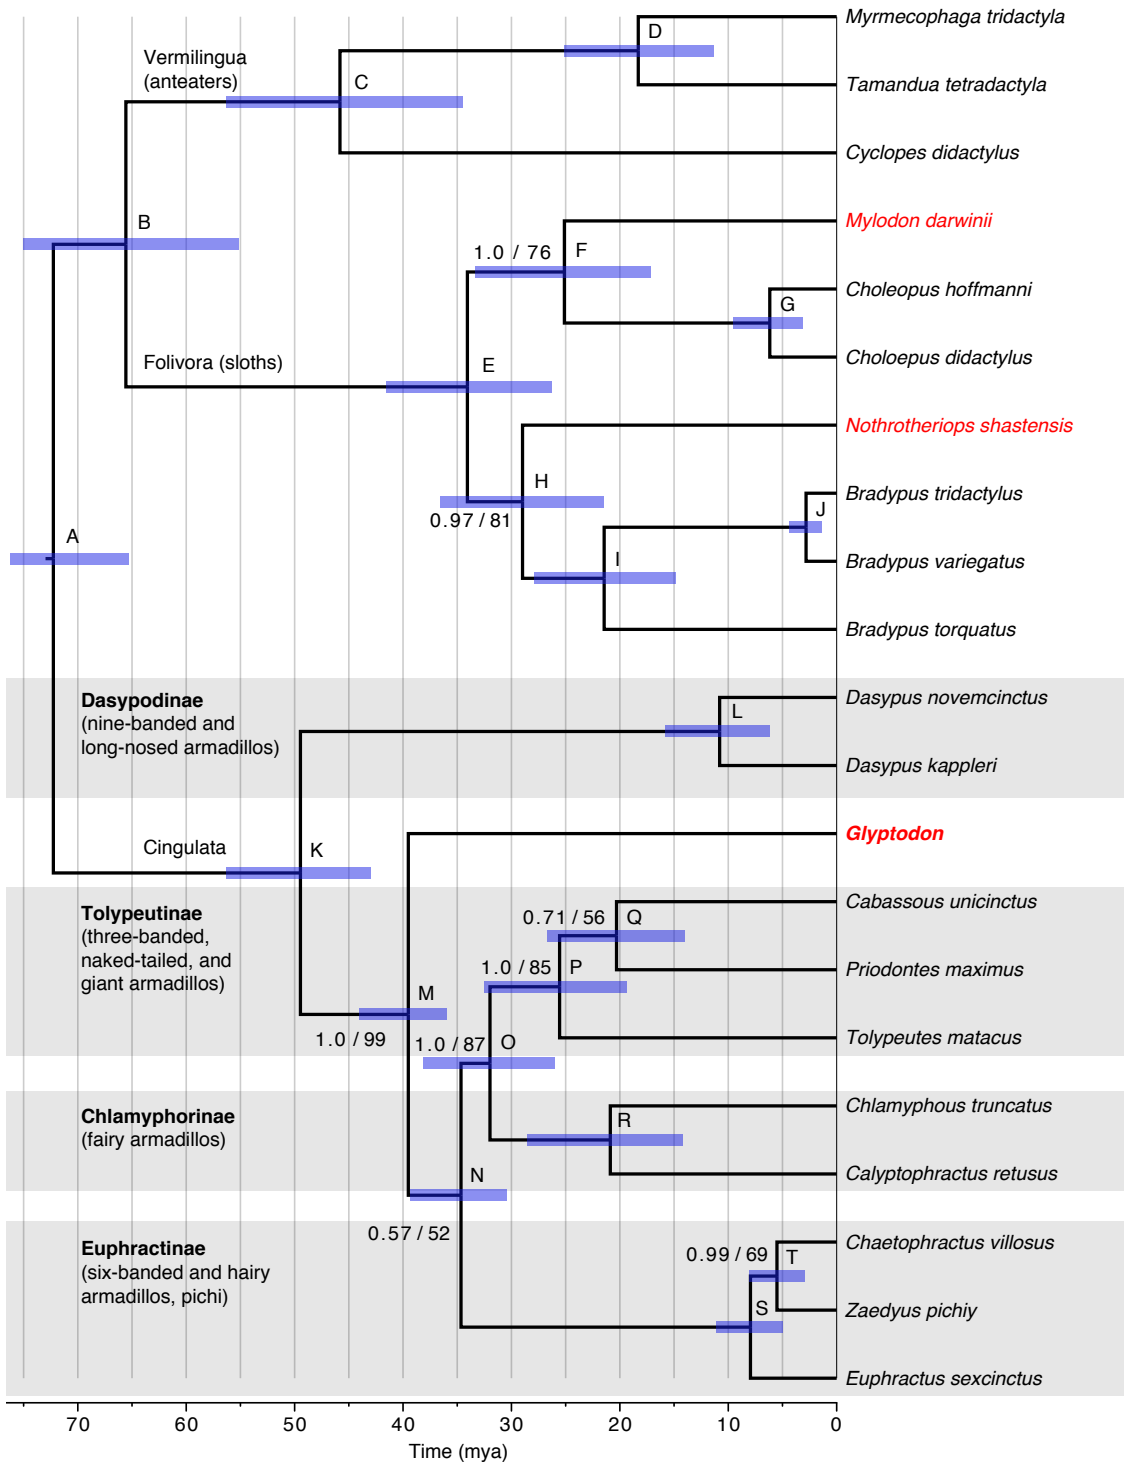 Myrmecophaga tridactyla
D
Vermilingua
(anteaters)
C
Tamandua tetradactyla
Cyclopes didactylus
B
Mylodon darwinii
1.0 / 76
F
Choleopus hoffmanni
G
Choloepus didactylus
Folivora (sloths)
E
Nothrotheriops shastensis
H
0.97 / 81
Bradypus tridactylus
J
A
I
Bradypus variegatus
Bradypus torquatus
Dasypodinae
(nine-banded and
long-nosed armadillos)
Dasypus novemcinctus
L
Dasypus kappleri
Glyptodon
Cingulata
K
Tolypeutinae
(three-banded,
naked-tailed, and
giant armadillos)
Cabassous unicinctus
0.71 / 56
Q
1.0 / 85
P
Priodontes maximus
M
1.0 / 99
1.0 / 87
O
Tolypeutes matacus
Chlamyphorinae
(fairy armadillos)
Chlamyphous truncatus
R
Calyptophractus retusus
N
0.57 / 52
Euphractinae
(six-banded and hairy
armadillos, pichi)
Chaetophractus villosus
0.99 / 69
T
S
Zaedyus pichiy
Euphractus sexcinctus
70 60 50 40 30 20 10 0
Time (mya)